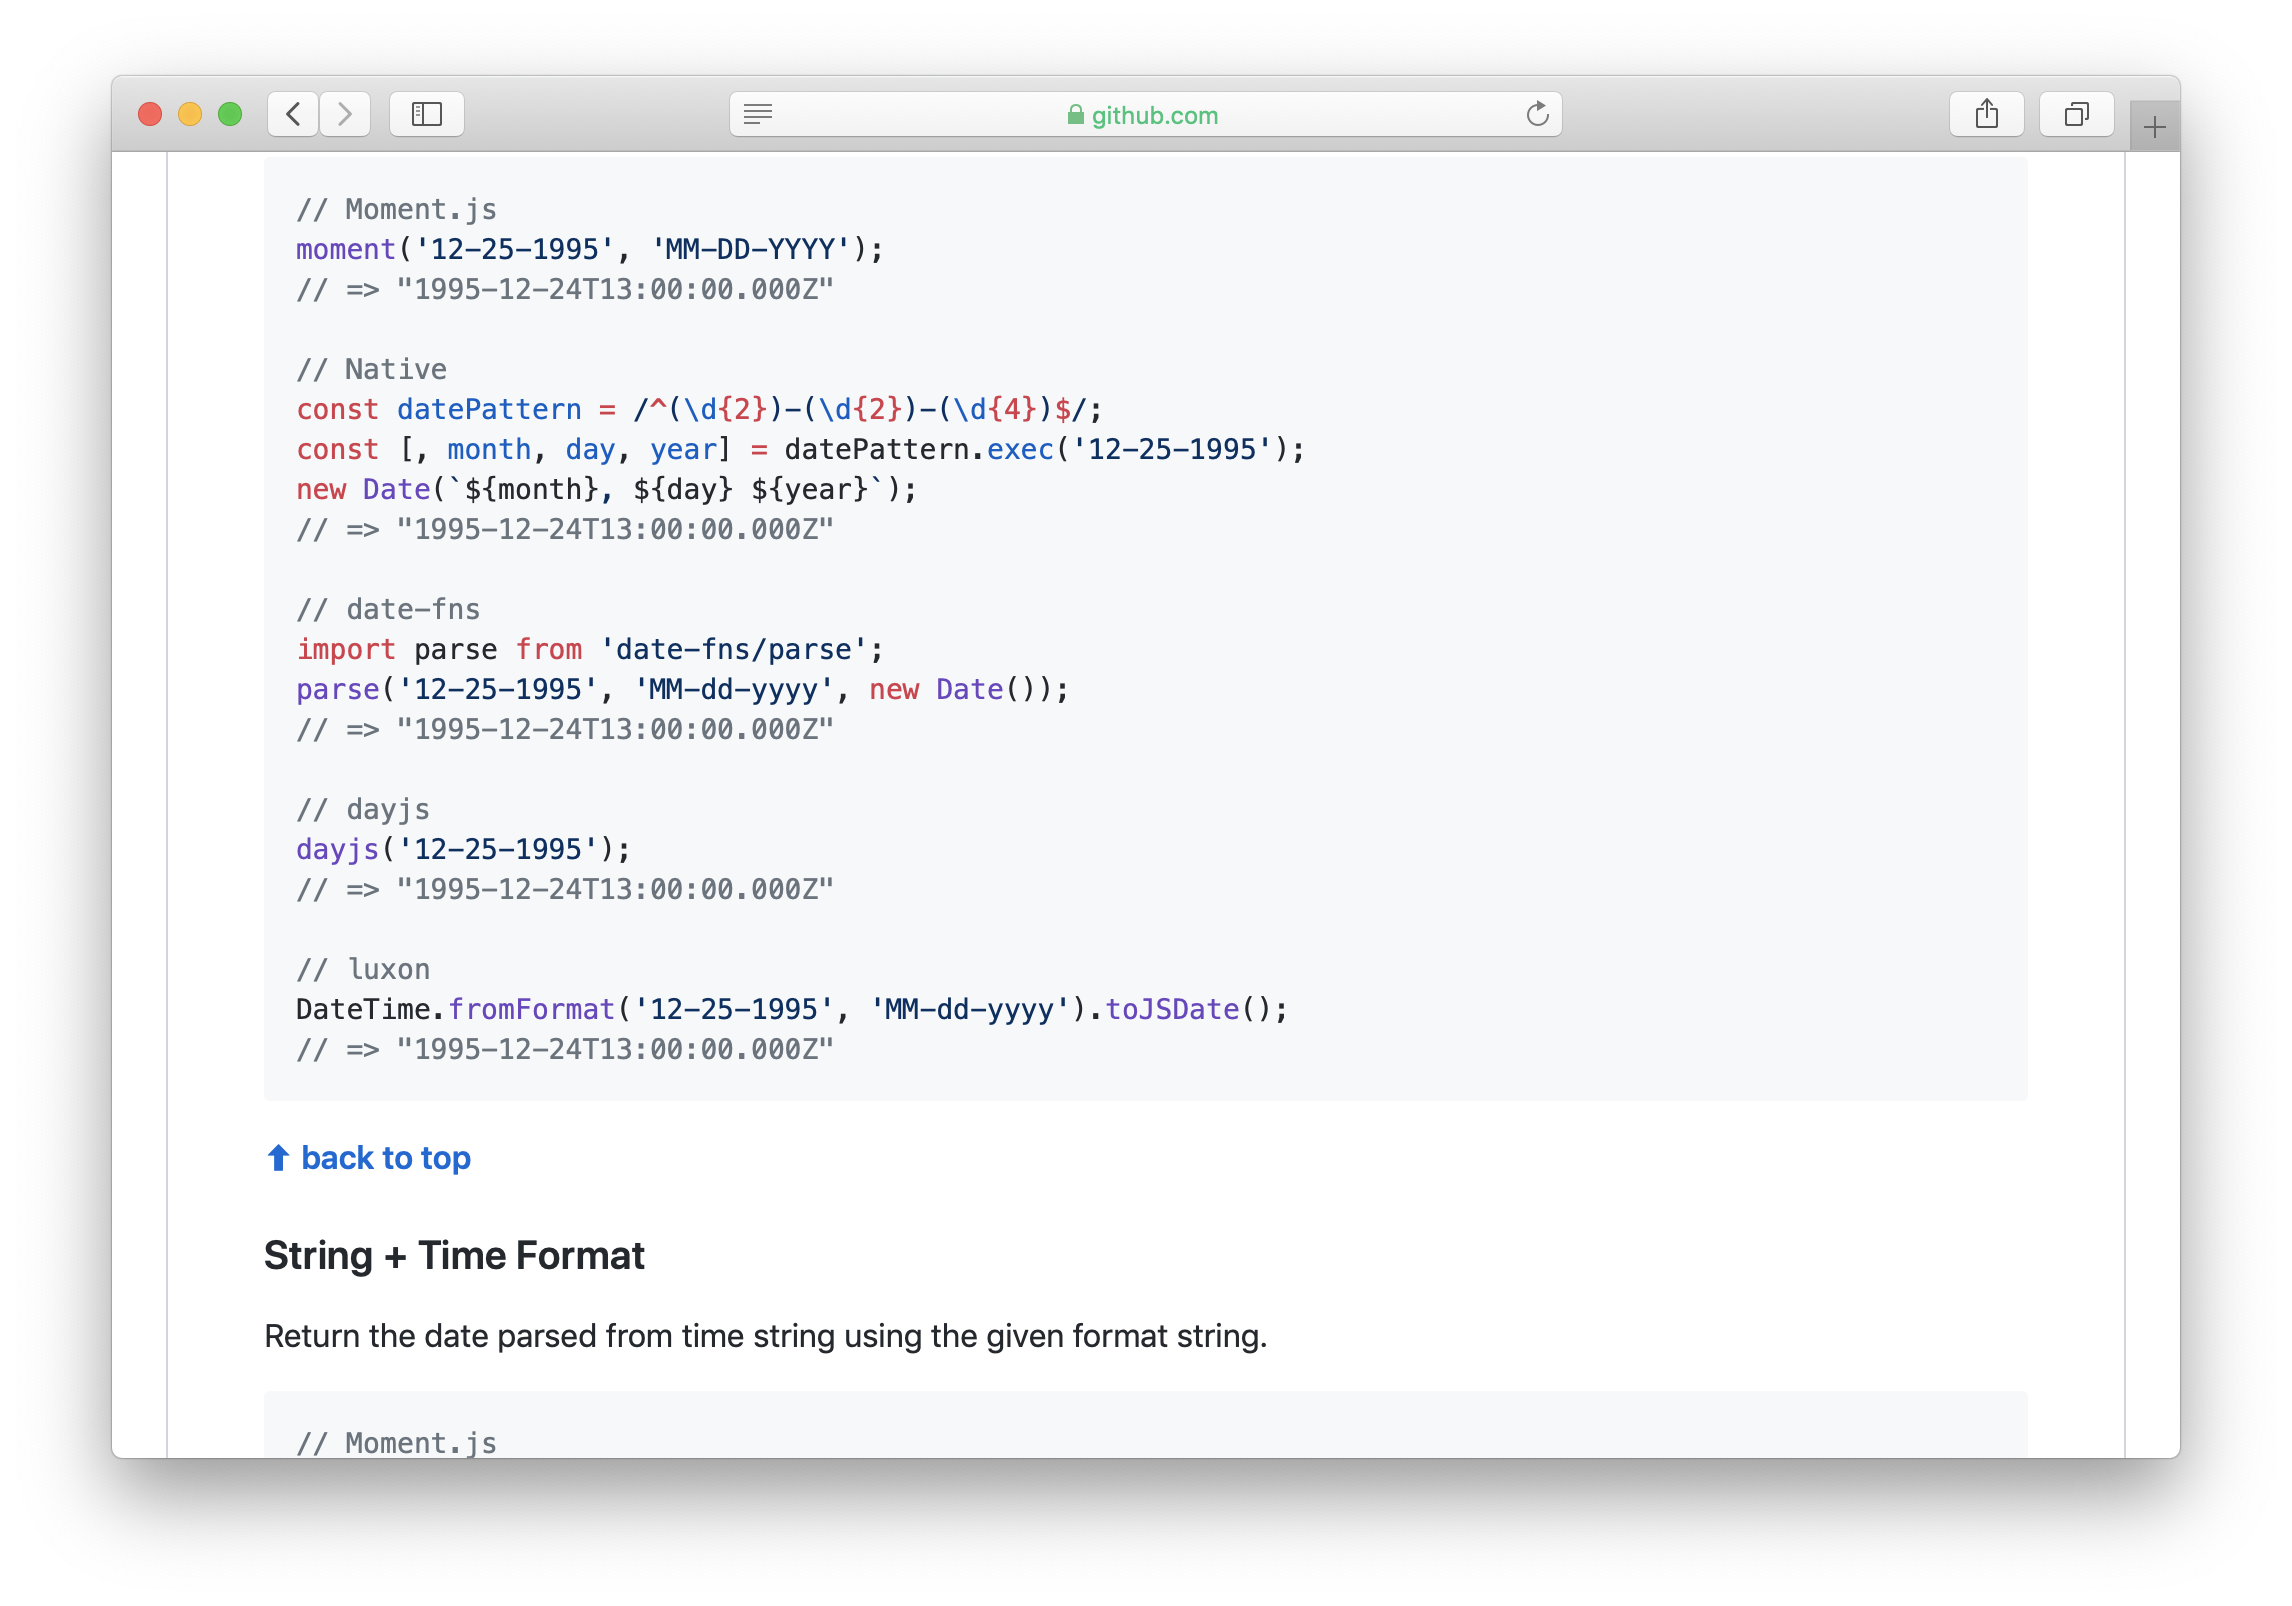 github.com
// Moment.js
moment('12-25-1995', 'MM-DD-YYYY');
// => "1995-12-24T13:00:00.000Z"
// Native
const datePattern = /^(\d{2})-(\d{2})-(\d{4})$/;
const [, month, day, year] = datePattern.exec('12-25-1995');
new Date(`${month}, ${day} ${year}`);
// => "1995-12-24T13:00:00.000Z"
// date-fns
import parse from 'date-fns/parse';
parse('12-25-1995', 'MM-dd-yyyy', new Date());
// => "1995-12-24T13:00:00.000Z"
// dayjs
dayjs('12-25-1995');
// => "1995-12-24T13:00:00.000Z"
// luxon
DateTime.fromFormat('12-25-1995', 'MM-dd-yyyy').toJSDate();
// => "1995-12-24T13:00:00.000Z"
⬆ back to top
String + Time Format
Return the date parsed from time string using the given format string.
// Moment.js